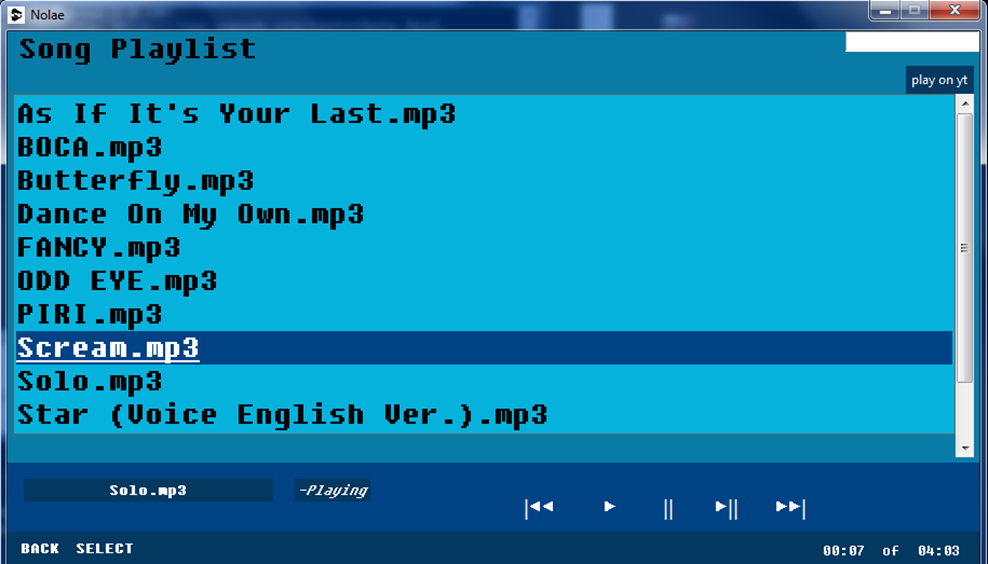 Nolae
Song Playlist
play on yt
As If It's Your Last.mp3
BOCA.mp3
Butterfly.mp3
Dance On My Own.mp3
FANCY.mp3
ODD EYE.mp3
PIRI.mp3
Scream.mp3
Solo.mp3
Star (Voice English Ver.).mp3
Solo.mp3 -Playing
BACK SELECT 00:07 of 04:03